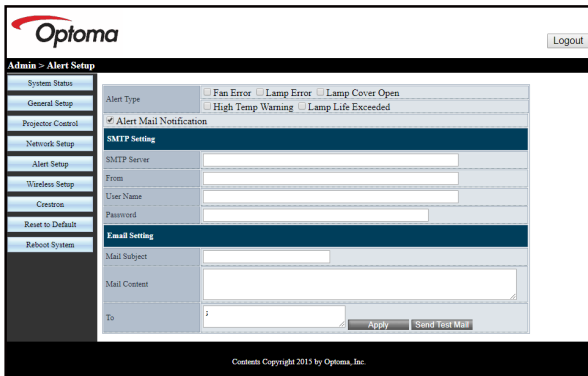 Optoma
Logout
Admin > Alert Setup
System Status
General Setup
Projector Control
Network Setup
Alert Setup
Wireless Setup
Crestron
Reset to Default
Reboot System
Alert Type
Fan Error Lamp Error Lamp Cover Open
High Temp Warning Lamp Life Exceeded
Alert Mail Notification
SMTP Setting
SMTP Server
From
User Name
Password
Email Setting
Mail Subject
Mail Content
To
;
Apply Send Test Mail
Contents Copyright 2015 by Optoma, Inc.